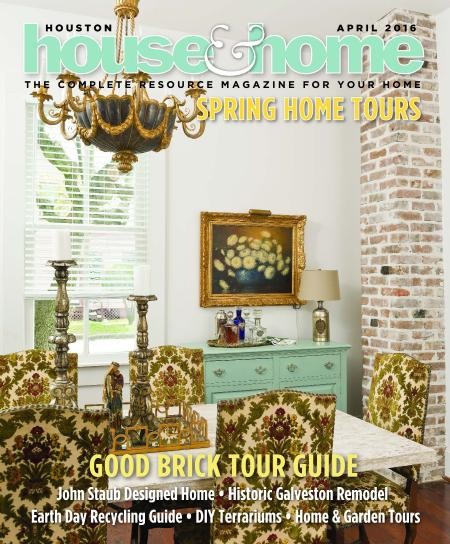 HOUSTON APRIL 2016
house&home
THE COMPLETE RESOURCE MAGAZINE FOR YOUR HOME
SPRING HOME TOURS
GOOD BRICK TOUR GUIDE
John Staub Designed Home • Historic Galveston Remodel
Earth Day Recycling Guide • DIY Terrariums • Home & Garden Tours